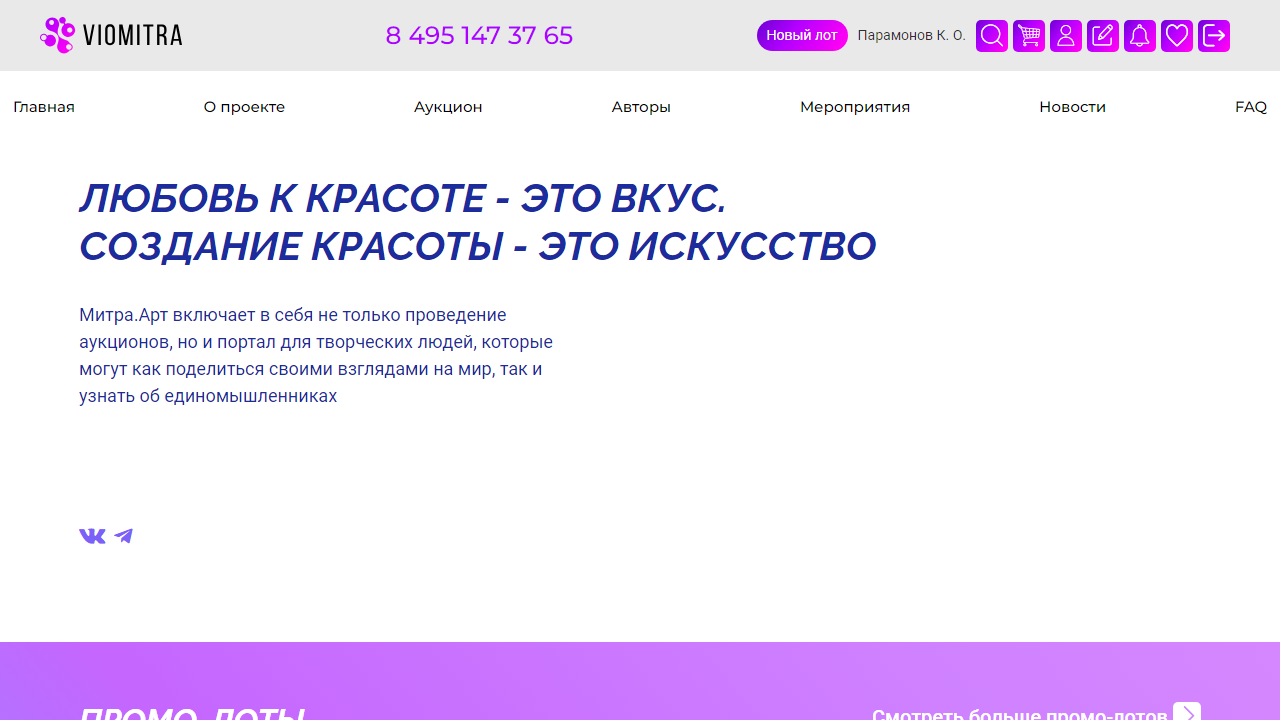 VIOMITRA
8 495 147 37 65
Новый лот
Парамонов К. О.
Главная
О проекте
Аукцион
Авторы
Мероприятия
Новости
FAQ
ЛЮБОВЬ К КРАСОТЕ - ЭТО ВКУС.
СОЗДАНИЕ КРАСОТЫ - ЭТО ИСКУССТВО
Митра.Арт включает в себя не только проведение
аукционов, но и портал для творческих людей, которые
могут как поделиться своими взглядами на мир, так и
узнать об единомышленниках
ПРОМО-ЛОТЫ
Смотреть больше промо-лотов